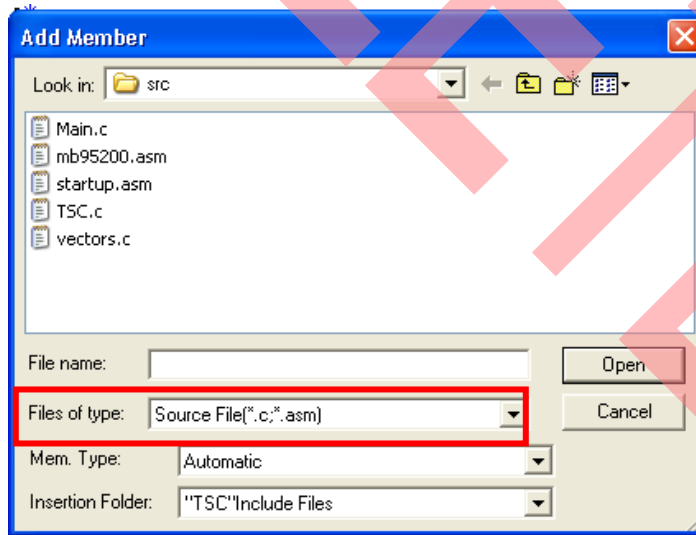 Add Member
Look in: src
Main.c
mb95200.asm
startup.asm
TSC.c
vectors.c
File name: Open
Files of type: Source File(*.c;*.asm) Cancel
Mem. Type: Automatic
Insertion Folder: "TSC"Include Files